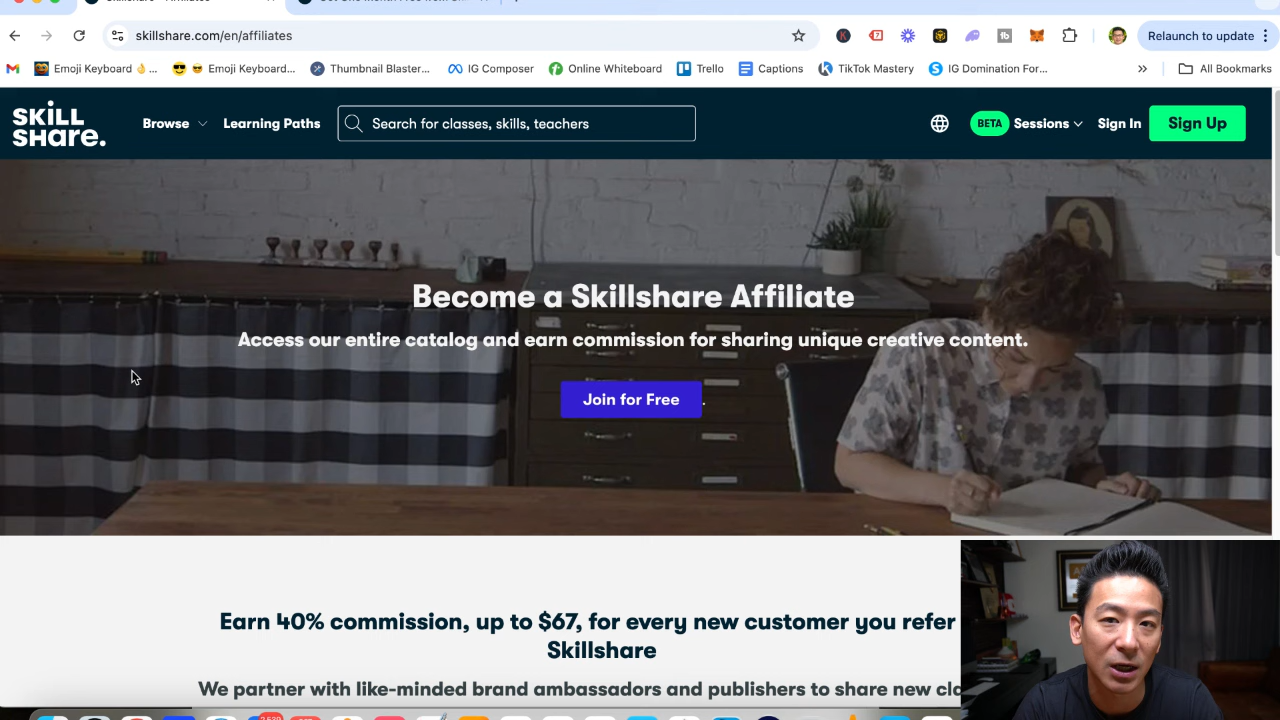 skillshare.com/en/affiliates
Relaunch to update
Emoji Keyboard 👌 ...
😎 Emoji Keyboard...
Thumbnail Blaster...
IG Composer
Online Whiteboard
Trello
Captions
TikTok Mastery
IG Domination For...
All Bookmarks
SKILL
SHARE.
Browse
Learning Paths
Search for classes, skills, teachers
BETA
Sessions
Sign In
Sign Up
Become a Skillshare Affiliate
Access our entire catalog and earn commission for sharing unique creative content.
Join for Free
.
Earn 40% commission, up to $67, for every new customer you refer
Skillshare
We partner with like-minded brand ambassadors and publishers to share new cl